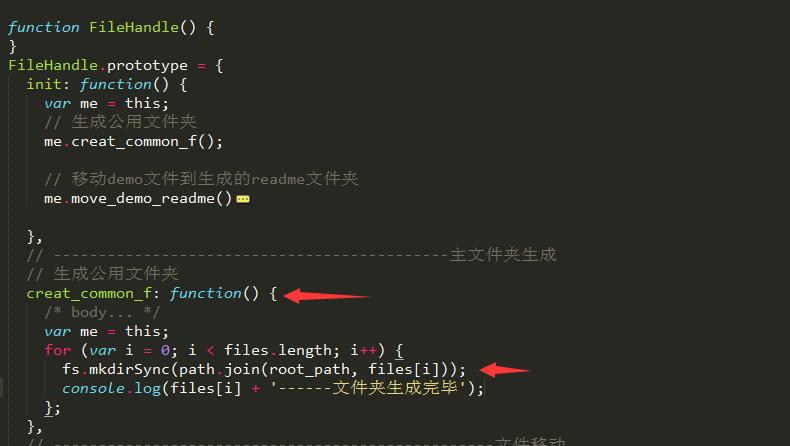 function FileHandle() {
}
FileHandle.prototype = {
init: function() {
var me = this;
// 生成公用文件夹
me.creat_common_f();
// 移动demo文件到生成的readme文件夹
me.move_demo_readme()
},
// --------------------------------------------主文件夹生成
// 生成公用文件夹
creat_common_f: function() {
/* body... */
var me = this;
for (var i = 0; i < files.length; i++) {
fs.mkdirSync(path.join(root_path, files[i]));
console.log(files[i] + '------文件夹生成完毕');
};
},
// -------------------------------------------------文件移动